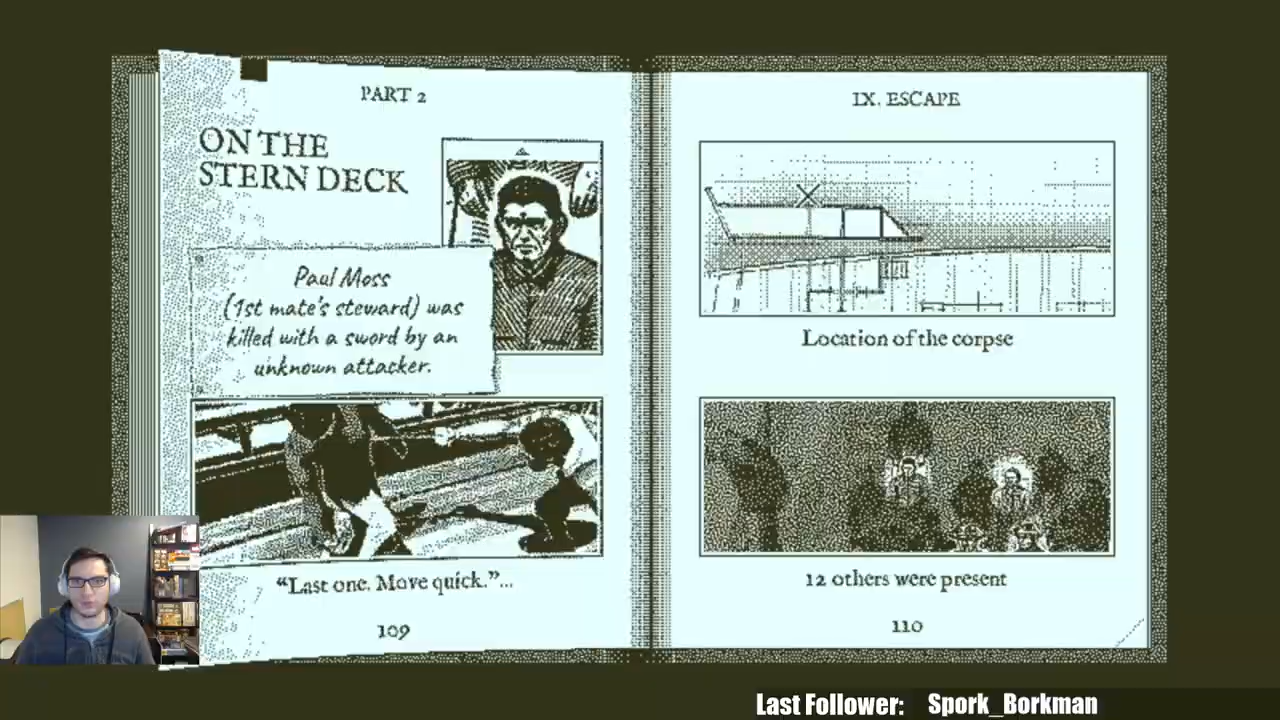 PART 2
ON THE
STERN DECK
Paul Moss
(1st mate's steward) was
killed with a sword by an
unknown attacker.
"Last one. Move quick."...
109
IX. ESCAPE
Location of the corpse
12 others were present
110
Last Follower: Spork_Borkman